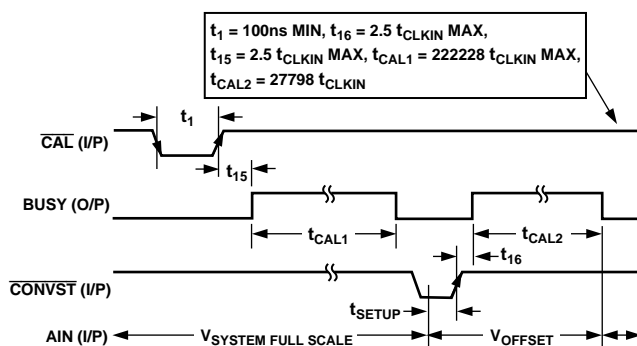 t1 = 100ns MIN, t16 = 2.5 tCLKIN MAX,
t15 = 2.5 tCLKIN MAX, tCAL1 = 222228 tCLKIN MAX,
tCAL2 = 27798 tCLKIN
t1
CAL (I/P)
t15
BUSY (O/P)
tCAL1
tCAL2
t16
CONVST (I/P)
tSETUP
AIN (I/P)
VSYSTEM FULL SCALE
VOFFSET